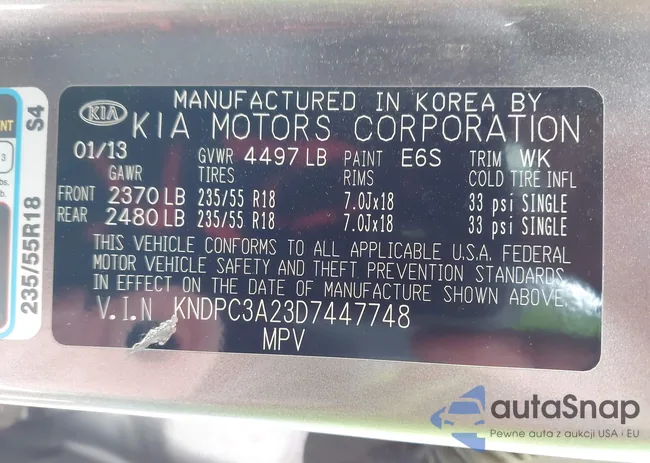 KIA
MANUFACTURED IN KOREA BY
KIA MOTORS CORPORATION
01/13 GVWR 4497 LB PAINT E6S TRIM WK
GAWR TIRES RIMS COLD TIRE INFL
FRONT 2370 LB 235/55 R18 7.0Jx18 33 psi SINGLE
REAR 2480 LB 235/55 R18 7.0Jx18 33 psi SINGLE
THIS VEHICLE CONFORMS TO ALL APPLICABLE U.S.A. FEDERAL
MOTOR VEHICLE SAFETY AND THEFT PREVENTION STANDARDS
IN EFFECT ON THE DATE OF MANUFACTURE SHOWN ABOVE.
V.I.N KNDPC3A23D7447748
MPV
235/55R18 S4
autaSnap
Pewne auta z aukcji USA i EU